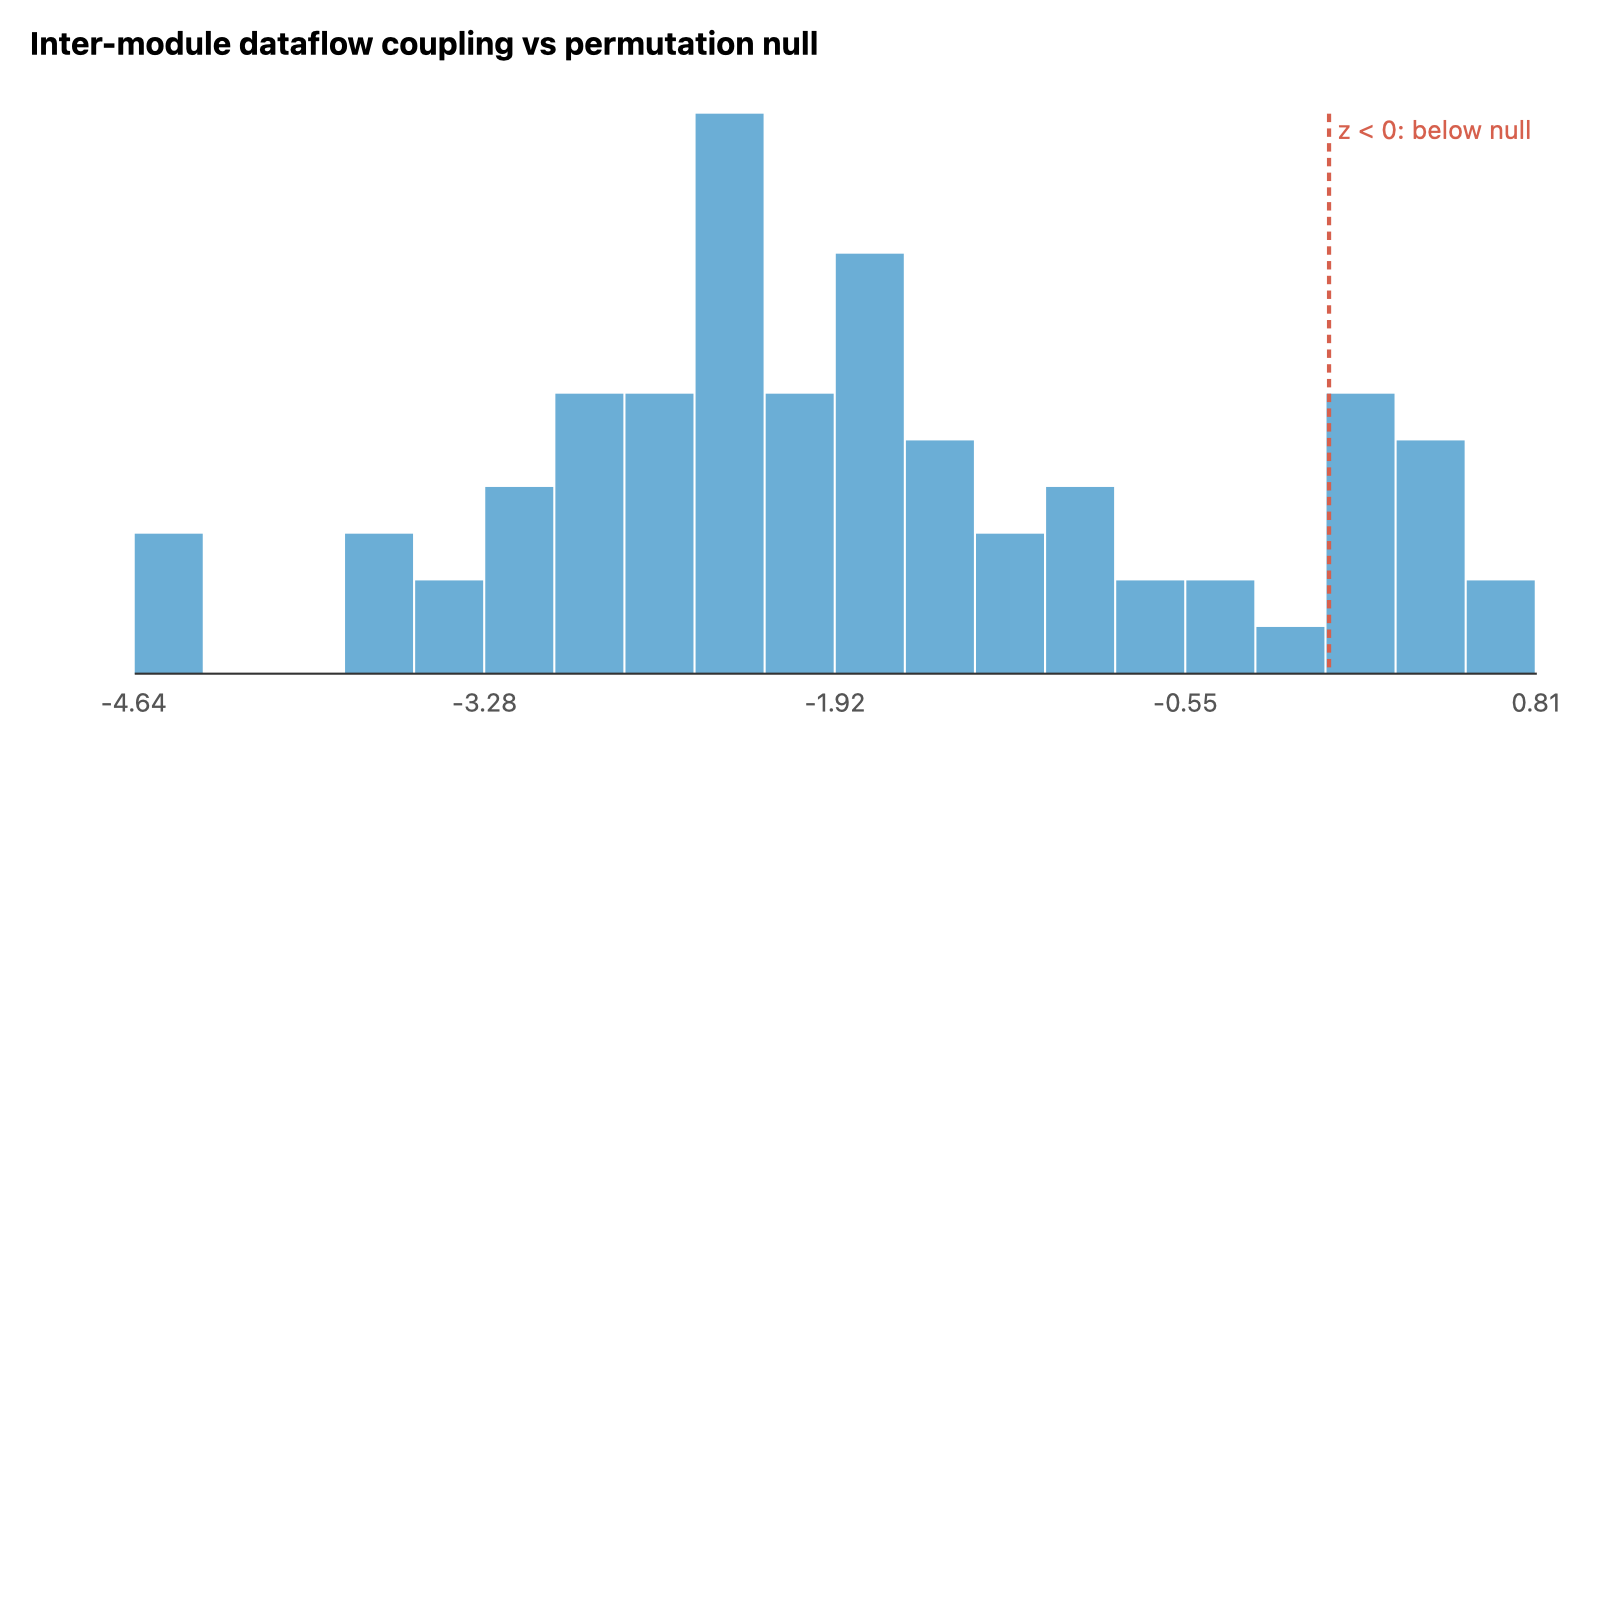 Inter-module dataflow coupling vs permutation null
z < 0: below null
-4.64
-3.28
-1.92
-0.55
0.81